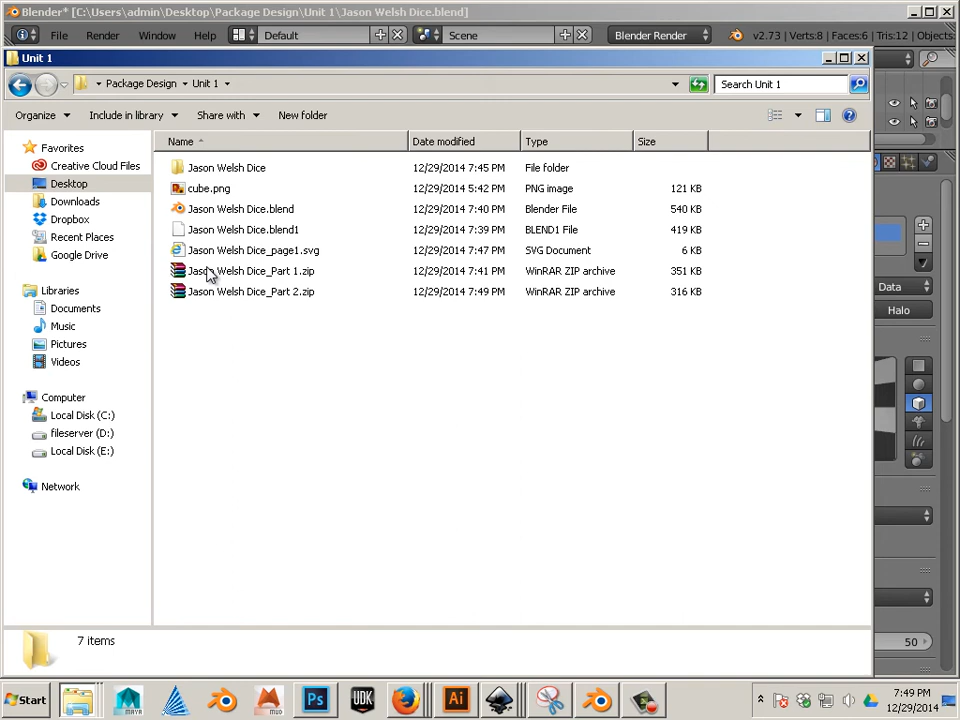 Blender* [C:\Users\admin\Desktop\Package Design\Unit 1\Jason Welsh Dice.blend]
File Render Window Help Default Scene Blender Render v2.73 | Verts:8 | Faces:6 | Tris:12 | Objects:
Unit 1
Package Design Unit 1 Search Unit 1
Organize Include in library Share with New folder
Name Date modified Type Size
Favorites
Creative Cloud Files
Desktop
Downloads
Dropbox
Recent Places
Google Drive
Libraries
Documents
Music
Pictures
Videos
Computer
Local Disk (C:)
fileserver (D:)
Local Disk (E:)
Network
Jason Welsh Dice 12/29/2014 7:45 PM File folder
cube.png 12/29/2014 5:42 PM PNG image 121 KB
Jason Welsh Dice.blend 12/29/2014 7:40 PM Blender File 540 KB
Jason Welsh Dice.blend1 12/29/2014 7:39 PM BLEND1 File 419 KB
Jason Welsh Dice_page1.svg 12/29/2014 7:47 PM SVG Document 6 KB
Jason Welsh Dice_Part 1.zip 12/29/2014 7:41 PM WinRAR ZIP archive 351 KB
Jason Welsh Dice_Part 2.zip 12/29/2014 7:49 PM WinRAR ZIP archive 316 KB
Data
Halo
50
7 items
Start MAYA MUD Ps UDK Ai 7:49 PM
12/29/2014